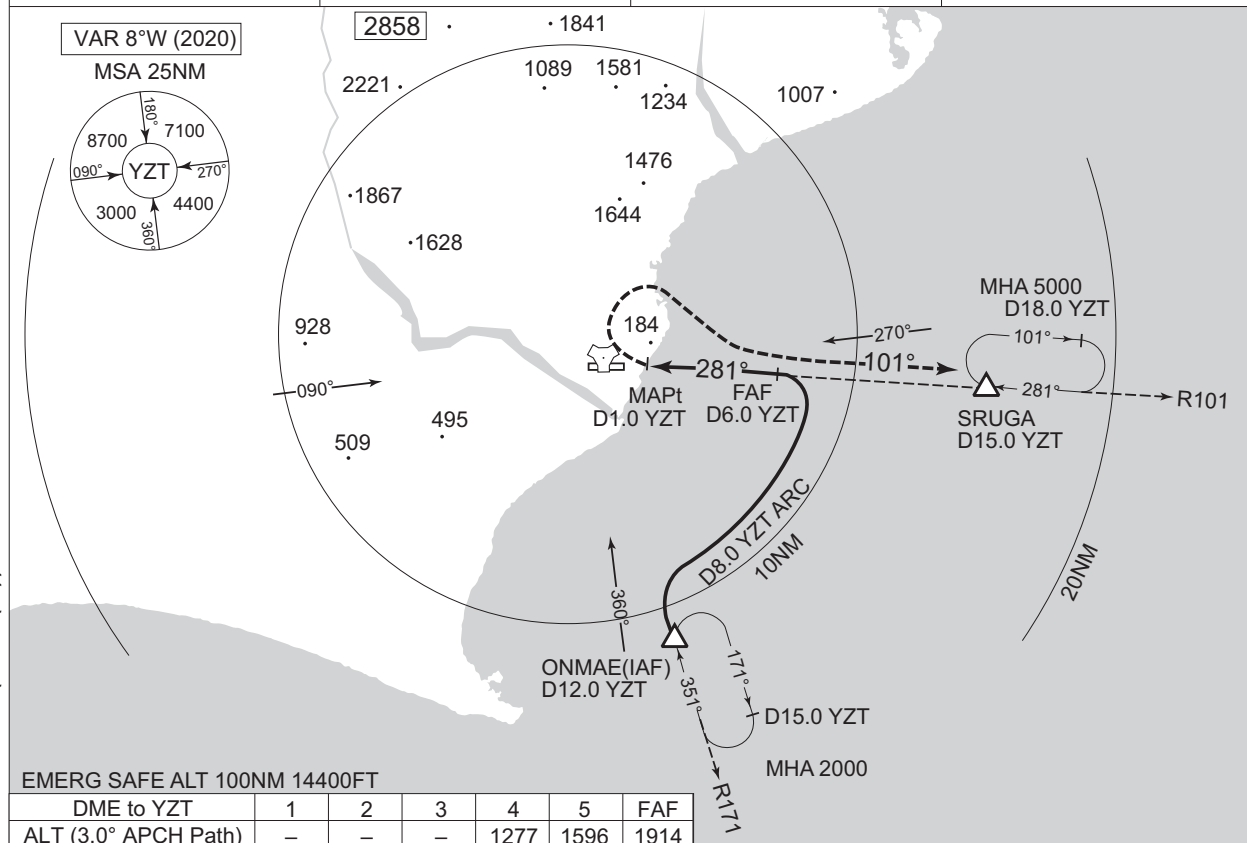 VAR 8°W (2020)
MSA 25NM
180°
8700
7100
090°
YZT
270°
3000
4400
360°
2858
1841
2221
1089
1581
1234
1007
1476
1867
1644
1628
MHA 5000
D18.0 YZT
928
184
270°
101°
101°
090°
281°
281°
R101
MAPt
D1.0 YZT
FAF
D6.0 YZT
SRUGA
D15.0 YZT
495
509
D8.0 YZT ARC
10NM
20NM
360°
ONMAE(IAF)
D12.0 YZT
171°
351°
D15.0 YZT
MHA 2000
R171
EMERG SAFE ALT 100NM 14400FT
DME to YZT 1 2 3 4 5 FAF
ALT (3.0° APCH Path) – – – 1277 1596 1914